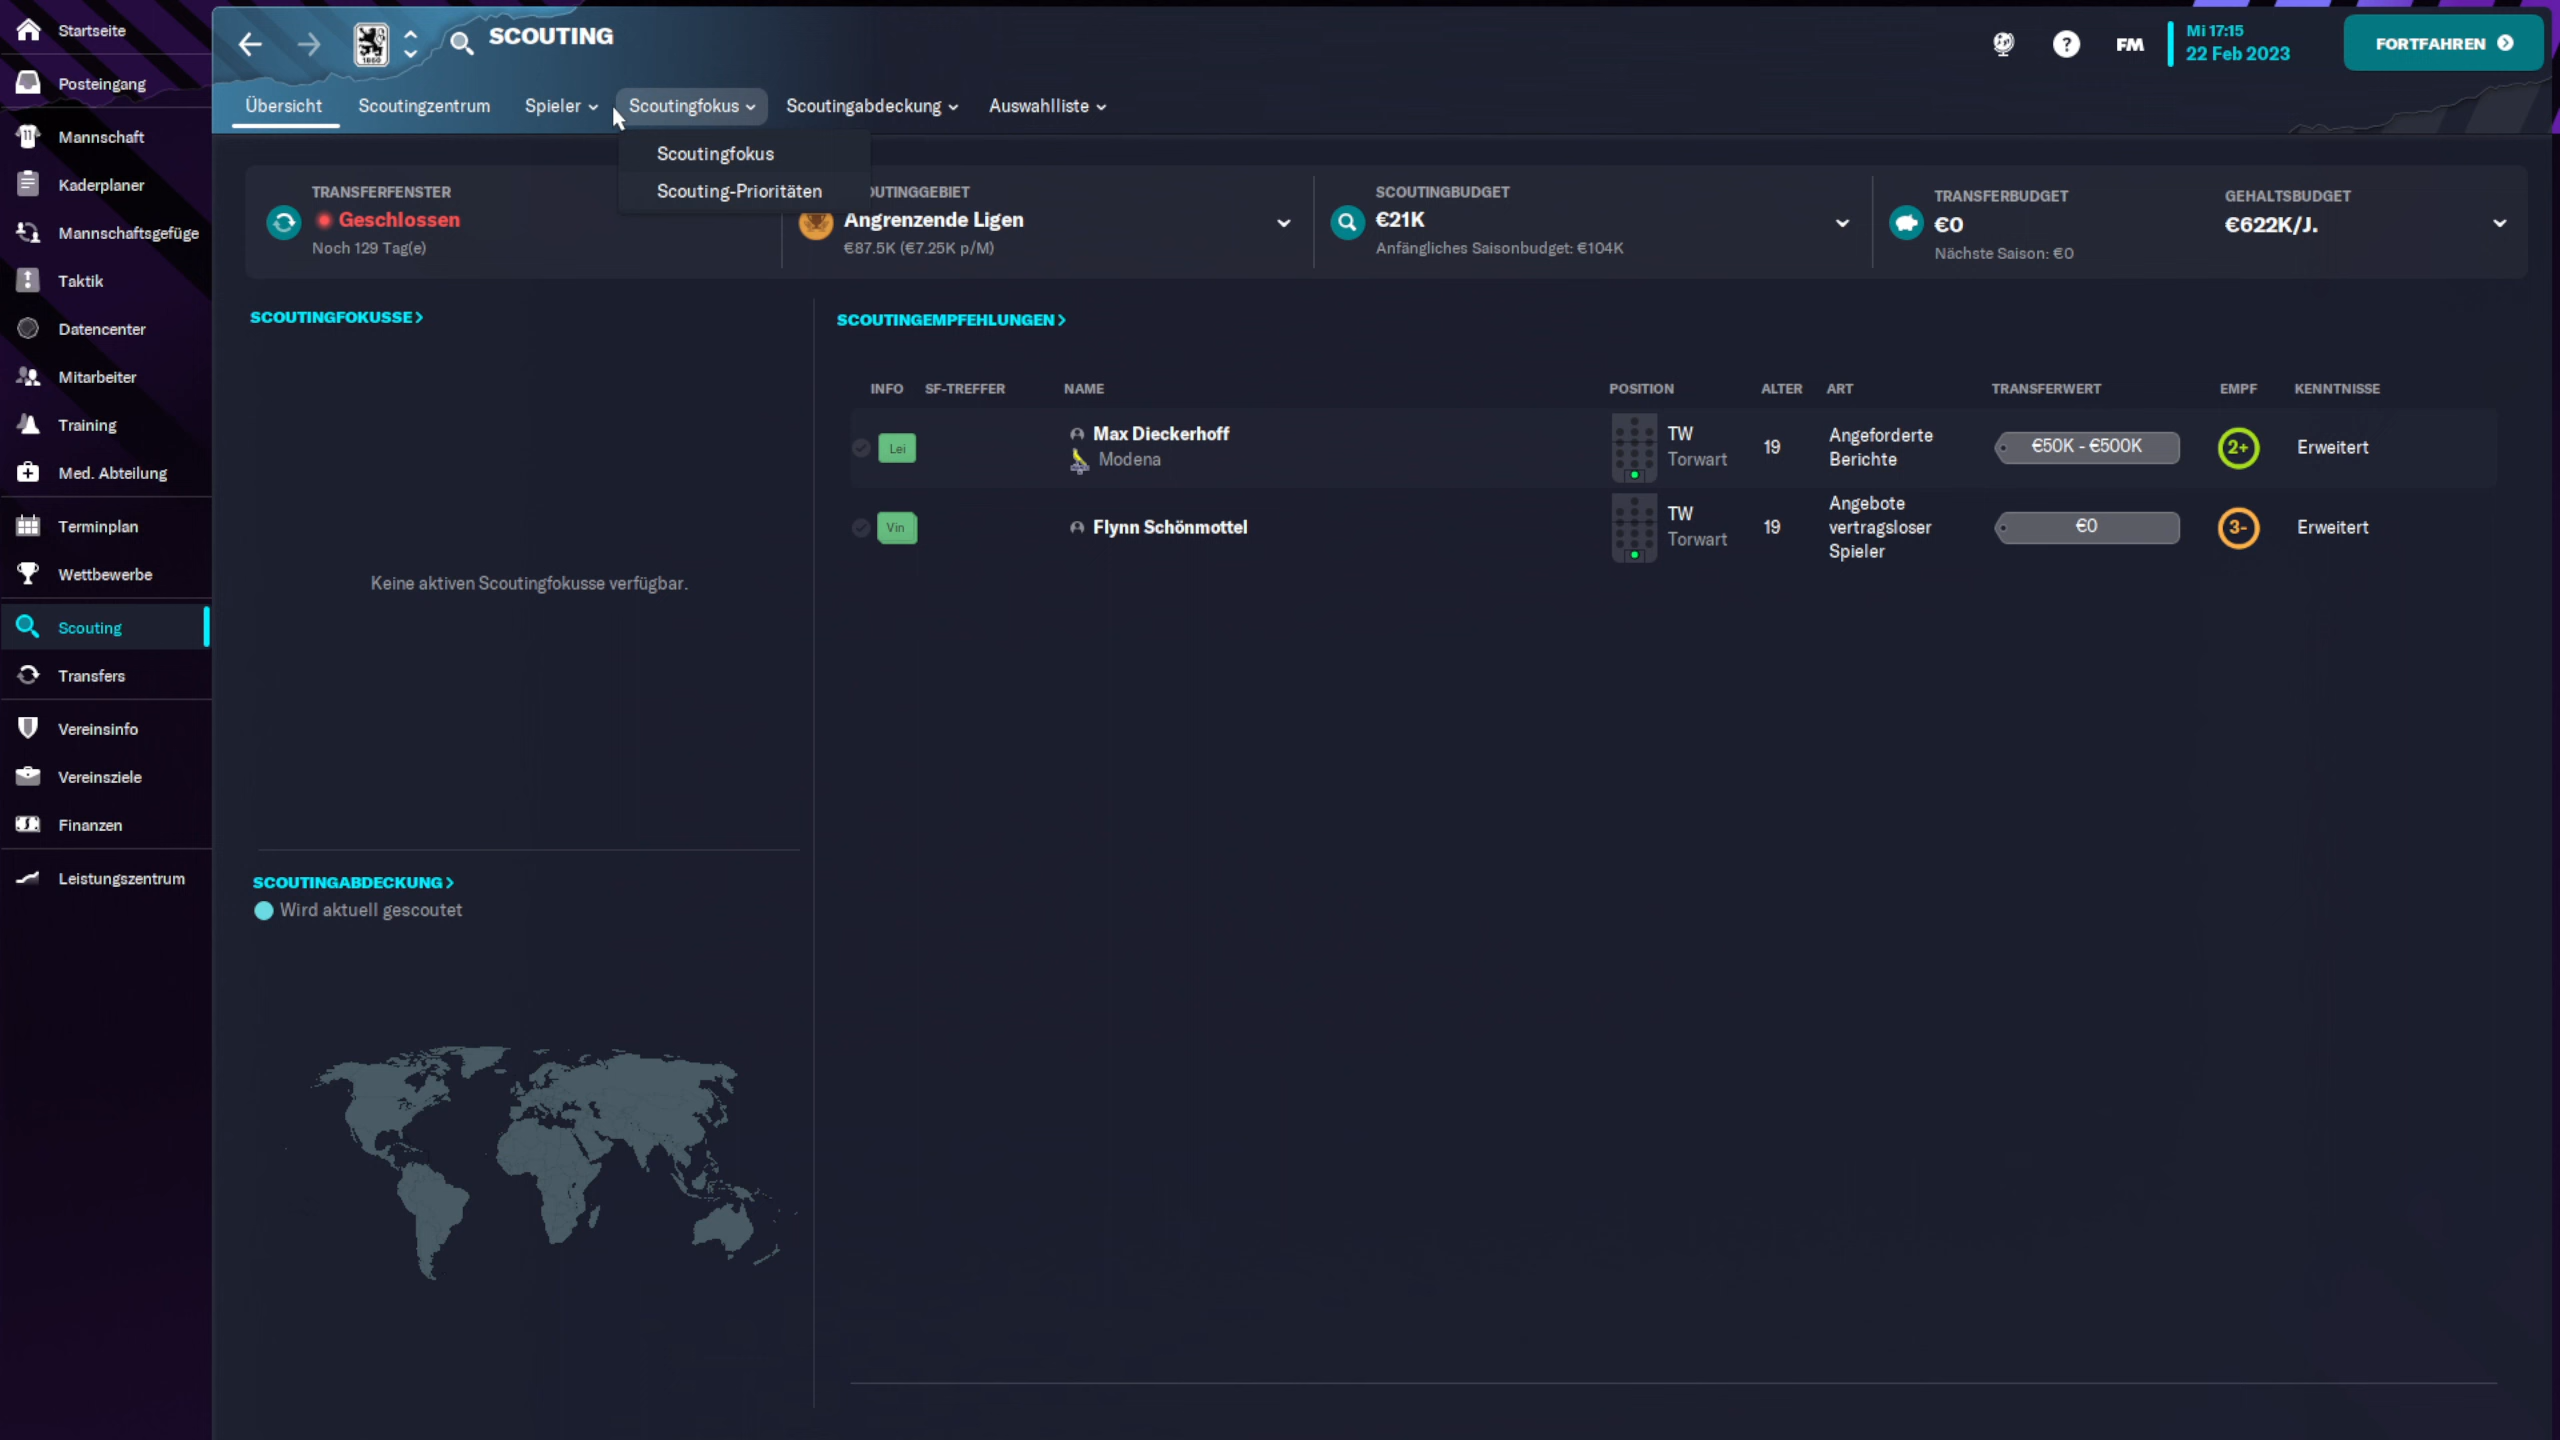 Startseite
Posteingang
Mannschaft
Kaderplaner
Mannschaftsgefüge
Taktik
Datencenter
Mitarbeiter
Training
Med. Abteilung
Terminplan
Wettbewerbe
Scouting
Transfers
Vereinsinfo
Vereinsziele
Finanzen
Leistungszentrum
1860
SCOUTING
FM
Mi 17:15
22 Feb 2023
FORTFAHREN
Übersicht
Scoutingzentrum
Spieler
Scoutingfokus
Scoutingabdeckung
Auswahlliste
Scoutingfokus
Scouting-Prioritäten
TRANSFERFENSTER
Geschlossen
Noch 129 Tag(e)
OUTINGGEBIET
Angrenzende Ligen
€87.5K (€7.25K p/M)
SCOUTINGBUDGET
€21K
Anfängliches Saisonbudget: €104K
TRANSFERBUDGET
€0
Nächste Saison: €0
GEHALTSBUDGET
€622K/J.
SCOUTINGFOKUSSE
Keine aktiven Scoutingfokusse verfügbar.
SCOUTINGABDECKUNG
Wird aktuell gescoutet
SCOUTINGEMPFEHLUNGEN
INFO SF-TREFFER NAME POSITION ALTER ART TRANSFERWERT EMPF KENNTNISSE
Lei
Max Dieckerhoff
Modena
TW
Torwart
19
Angeforderte
Berichte
€50K - €500K
2+
Erweitert
Vin
Flynn Schönmottel
TW
Torwart
19
Angebote
vertragsloser
Spieler
€0
3-
Erweitert